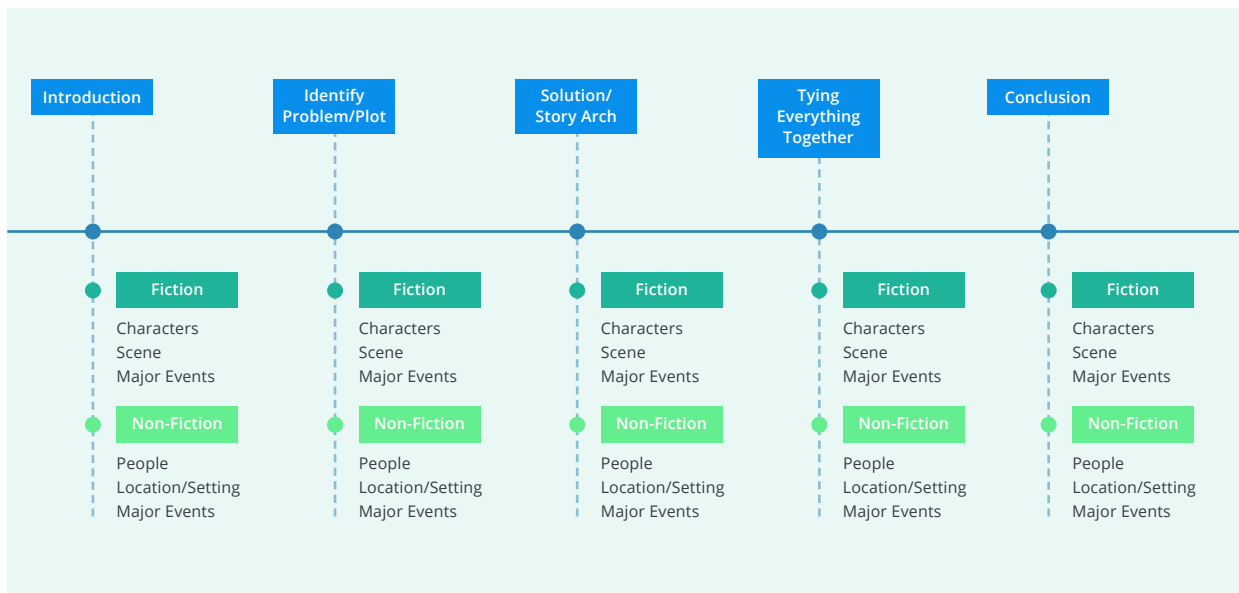 Introduction
Identify
Problem/Plot
Solution/
Story Arch
Tying
Everything
Together
Conclusion
Fiction
Characters
Scene
Major Events
Non-Fiction
People
Location/Setting
Major Events
Fiction
Characters
Scene
Major Events
Non-Fiction
People
Location/Setting
Major Events
Fiction
Characters
Scene
Major Events
Non-Fiction
People
Location/Setting
Major Events
Fiction
Characters
Scene
Major Events
Non-Fiction
People
Location/Setting
Major Events
Fiction
Characters
Scene
Major Events
Non-Fiction
People
Location/Setting
Major Events